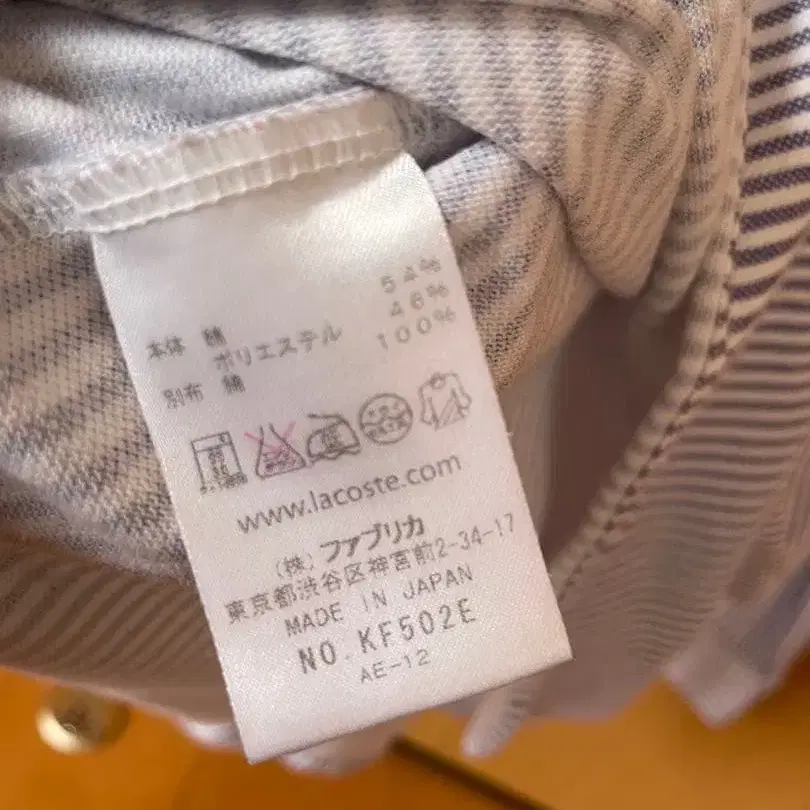 本体 綿 54%
ポリエステル 46%
別布 綿 100%
www.lacoste.com
(株) ファブリカ
東京都渋谷区神宮前2-34-17
MADE IN JAPAN
NO.KF502E
AE-12